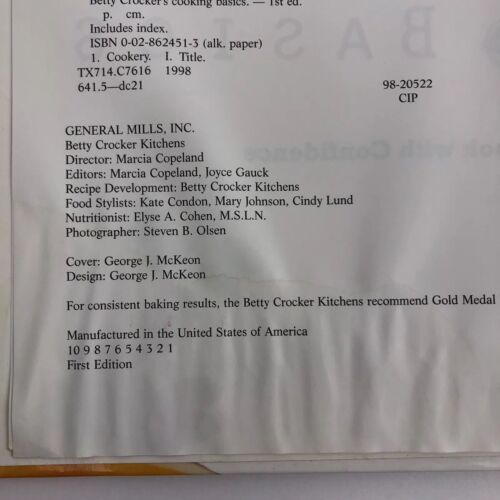 Betty Crocker's cooking basics. — 1st ed.
p. cm.
Includes index.
ISBN 0-02-862451-3 (alk. paper)
1. Cookery. I. Title.
TX714.C7616 1998
641.5—dc21 98-20522
CIP
GENERAL MILLS, INC.
Betty Crocker Kitchens
Director: Marcia Copeland
Editors: Marcia Copeland, Joyce Gauck
Recipe Development: Betty Crocker Kitchens
Food Stylists: Kate Condon, Mary Johnson, Cindy Lund
Nutritionist: Elyse A. Cohen, M.S.L.N.
Photographer: Steven B. Olsen
Cover: George J. McKeon
Design: George J. McKeon
For consistent baking results, the Betty Crocker Kitchens recommend Gold Medal
Manufactured in the United States of America
10 9 8 7 6 5 4 3 2 1
First Edition